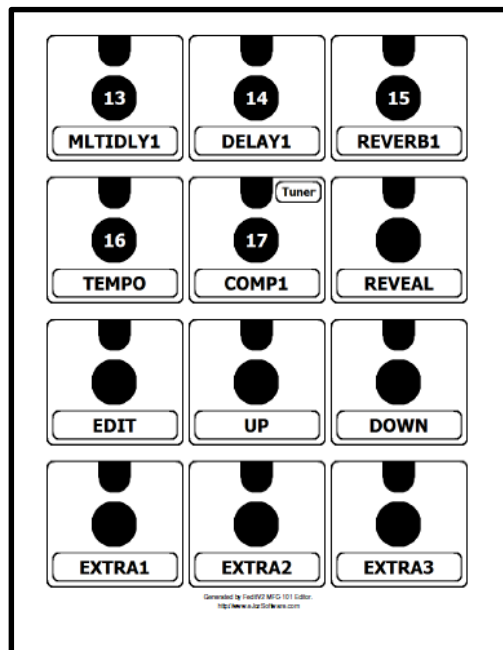 13 14 15
MLTIDLY1 DELAY1 REVERB1
Tuner
16 17
TEMPO COMP1 REVEAL
EDIT UP DOWN
EXTRA1 EXTRA2 EXTRA3
Generated by FedItV2 MFC-101 Editor.